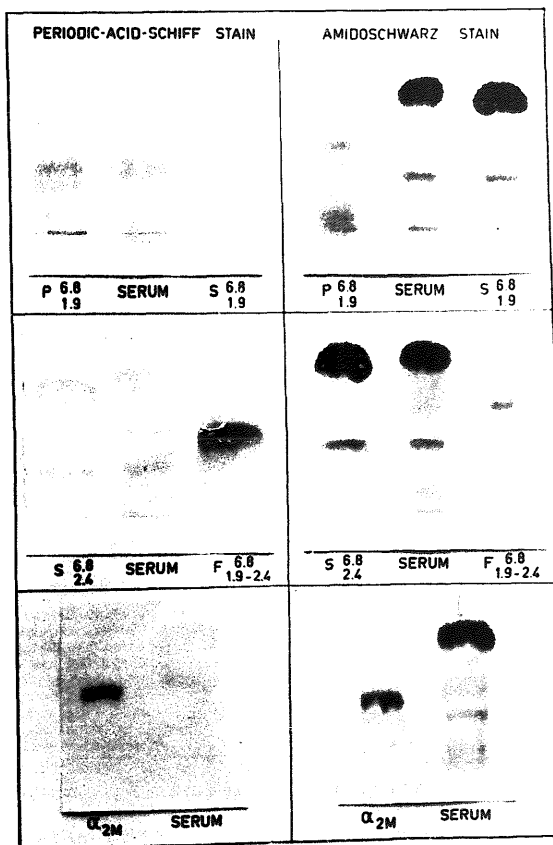 PERIODIC-ACID-SCHIFF STAIN
AMIDOSCHWARZ STAIN
P 6.8 1.9 SERUM S 6.8 1.9
P 6.8 1.9 SERUM S 6.8 1.9
S 6.8 2.4 SERUM F 6.8 1.9-2.4
S 6.8 2.4 SERUM F 6.8 1.9-2.4
α2M SERUM
α2M SERUM